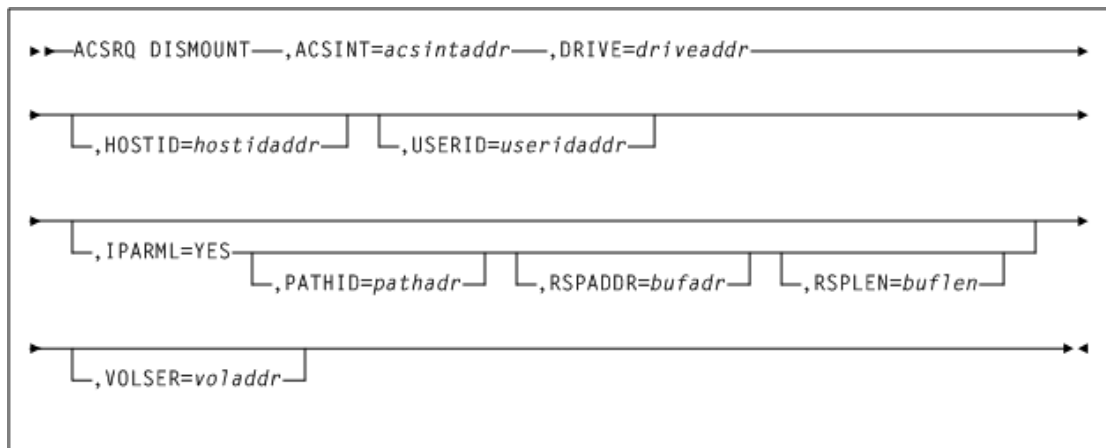 ACSRQ DISMOUNT ,ACSINT=acsintaddr ,DRIVE=driveaddr
,HOSTID=hostidaddr ,USERID=useridaddr
,IPARML=YES
,PATHID=pathadr ,RSPADDR=bufadr ,RSPLEN=buflen
,VOLSER=voladdr